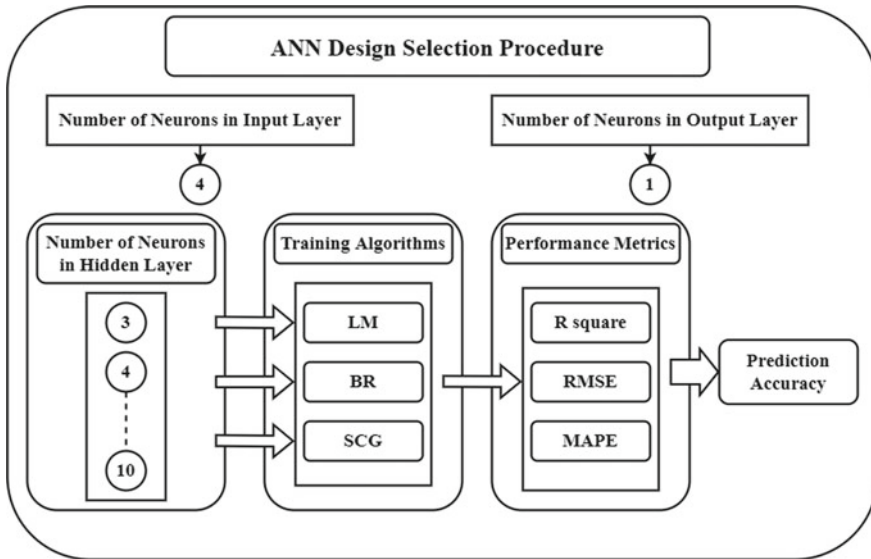 ANN Design Selection Procedure
Number of Neurons in Input Layer
4
Number of Neurons in Output Layer
1
Number of Neurons
in Hidden Layer
3
4
10
Training Algorithms
LM
BR
SCG
Performance Metrics
R square
RMSE
MAPE
Prediction
Accuracy